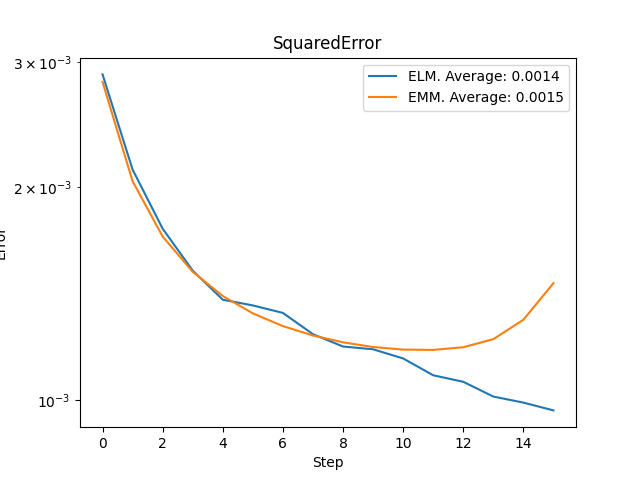 SquaredError
ELM. Average: 0.0014
EMM. Average: 0.0015
3 × 10⁻³
2 × 10⁻³
10⁻³
Error
0 2 4 6 8 10 12 14
Step